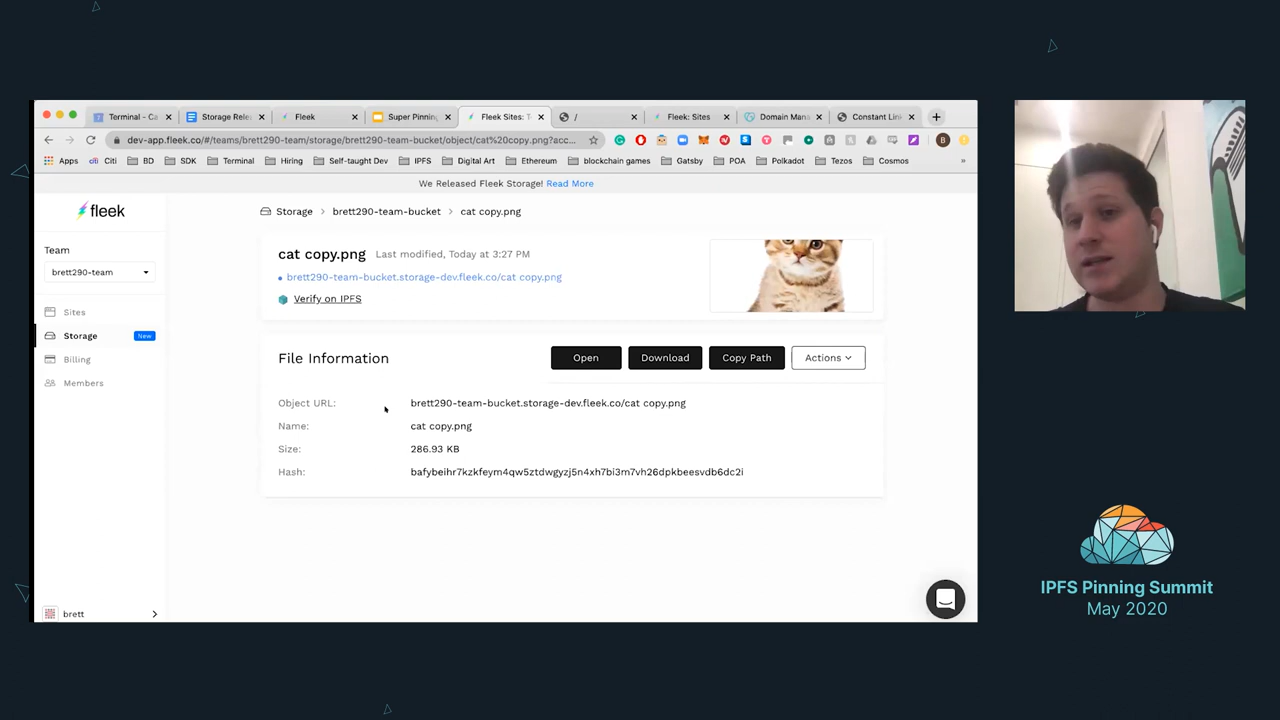 Terminal - Ca
Storage Rele
Fleek
Super Pinning
Fleek Sites: T
/
Fleek: Sites
Domain Mana
Constant Link
dev-app.fleek.co/#/teams/brett290-team/storage/brett290-team-bucket/object/cat%20copy.png?acc...
B
Apps
Citi
BD
SDK
Terminal
Hiring
Self-taught Dev
IPFS
Digital Art
Ethereum
blockchain games
Gatsby
POA
Polkadot
Tezos
Cosmos
»
We Released Fleek Storage! Read More
fleek
Team
brett290-team
Sites
Storage
New
Billing
Members
brett
Storage > brett290-team-bucket > cat copy.png
cat copy.png Last modified, Today at 3:27 PM
brett290-team-bucket.storage-dev.fleek.co/cat copy.png
Verify on IPFS
File Information
Open
Download
Copy Path
Actions
Object URL: brett290-team-bucket.storage-dev.fleek.co/cat copy.png
Name: cat copy.png
Size: 286.93 KB
Hash: bafybeihr7kzkfeym4qw5ztdwgyzj5n4xh7bi3m7vh26dpkbeesvdb6dc2i
IPFS Pinning Summit
May 2020